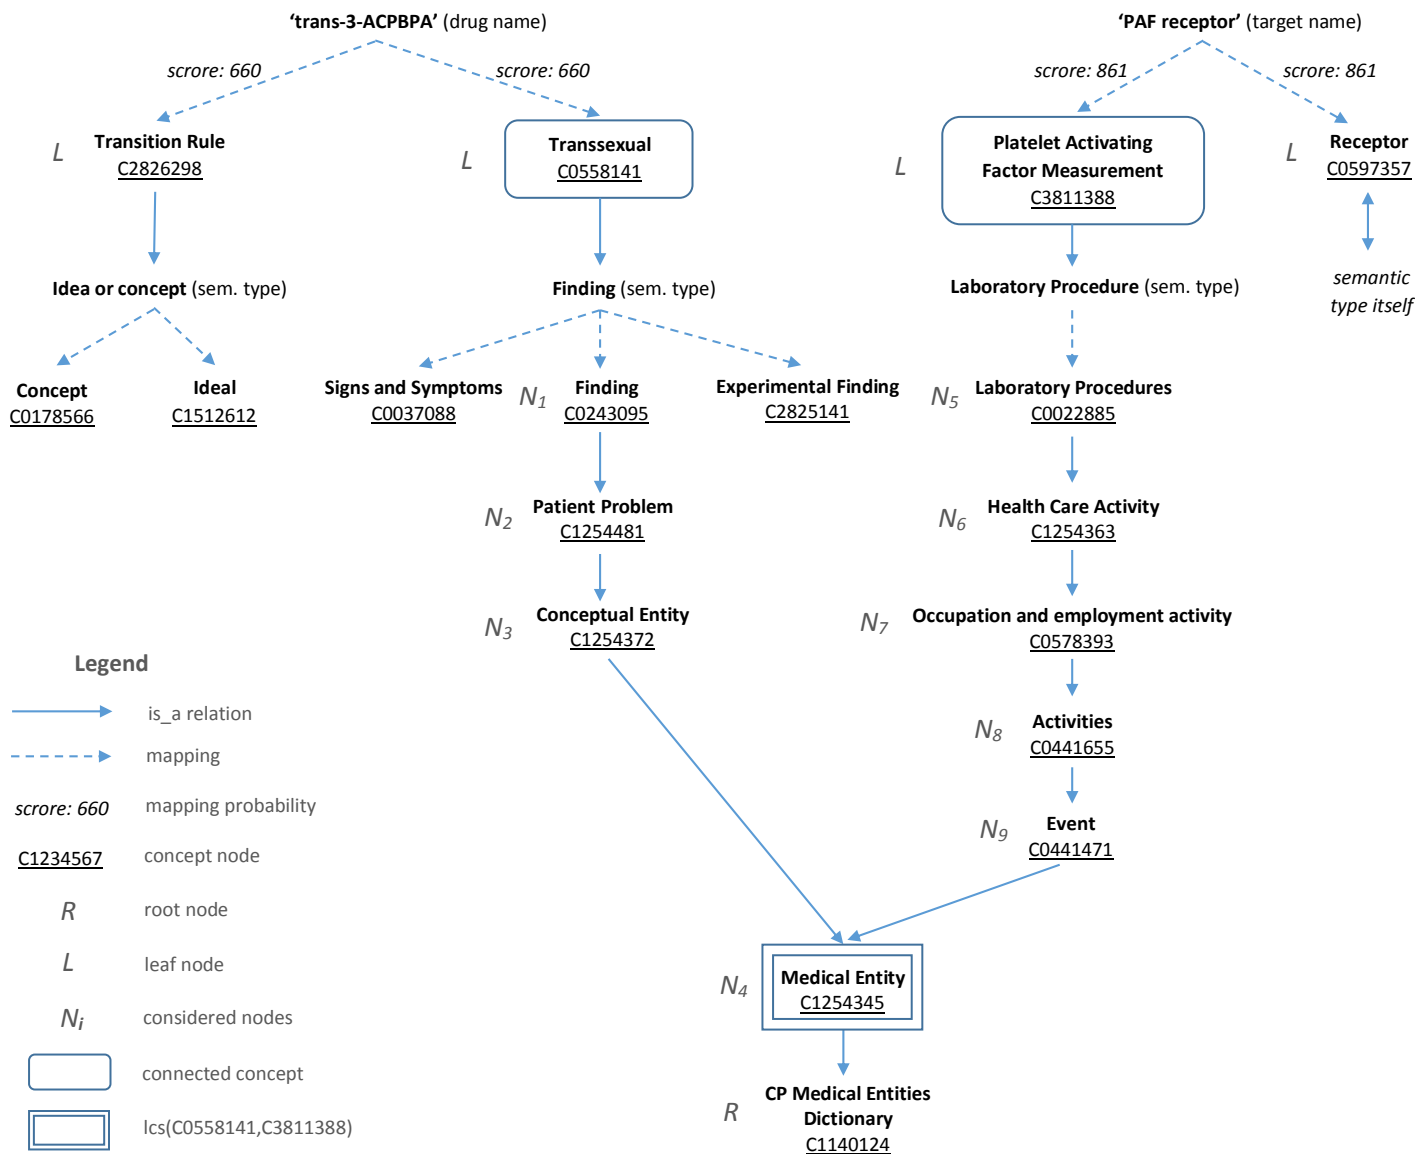 ‘trans-3-ACPBPA’ (drug name)
‘PAF receptor’ (target name)
scrore: 660
scrore: 660
scrore: 861
scrore: 861
L
Transition Rule
C2826298
L
Transsexual
C0558141
L
Platelet Activating
Factor Measurement
C3811388
L
Receptor
C0597357
Idea or concept (sem. type)
Finding (sem. type)
Laboratory Procedure (sem. type)
semantic
type itself
Concept
C0178566
Ideal
C1512612
Signs and Symptoms
C0037088
N1
Finding
C0243095
Experimental Finding
C2825141
N5
Laboratory Procedures
C0022885
N2
Patient Problem
C1254481
N6
Health Care Activity
C1254363
N3
Conceptual Entity
C1254372
N7
Occupation and employment activity
C0578393
N8
Activities
C0441655
N9
Event
C0441471
N4
Medical Entity
C1254345
R
CP Medical Entities
Dictionary
C1140124
Legend
is_a relation
mapping
scrore: 660
mapping probability
C1234567
concept node
R
root node
L
leaf node
Ni
considered nodes
connected concept
lcs(C0558141,C3811388)